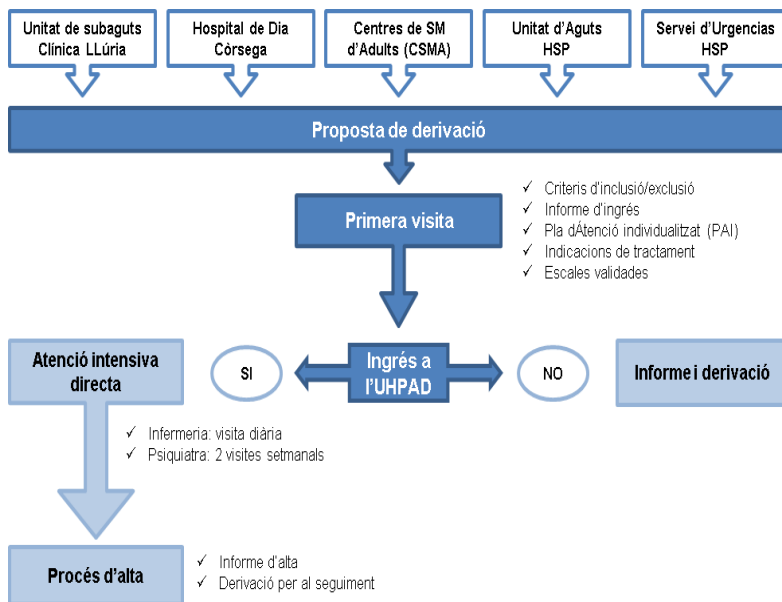 Unitat de subaguts
Clínica LLúria
Hospital de Dia
Còrsega
Centres de SM
d'Adults (CSMA)
Unitat d'Aguts
HSP
Servei d'Urgencias
HSP
Proposta de derivació
Primera visita
✓ Criteris d'inclusió/exclusió
✓ Informe d'ingrés
✓ Pla dÁtenció individualitzat (PAI)
✓ Indicacions de tractament
✓ Escales validades
Atenció intensiva
directa
SI
Ingrés a
l'UHPAD
NO
Informe i derivació
✓ Infermeria: visita diària
✓ Psiquiatra: 2 visites setmanals
Procés d'alta
✓ Informe d'alta
✓ Derivació per al seguiment